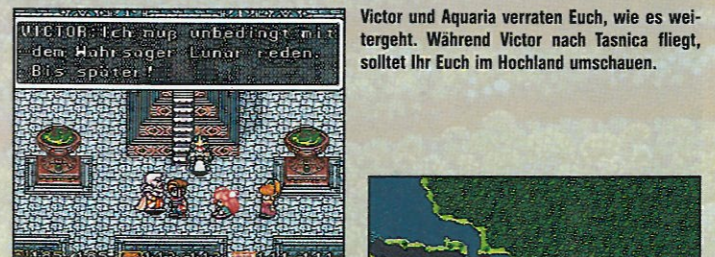 VICTOR:Ich muß unbedingt mit
dem Wahrsager Lunar reden.
Bis später!
Victor und Aquaria verraten Euch, wie es wei-
tergeht. Während Victor nach Tasnica fliegt,
solltet Ihr Euch im Hochland umschauen.